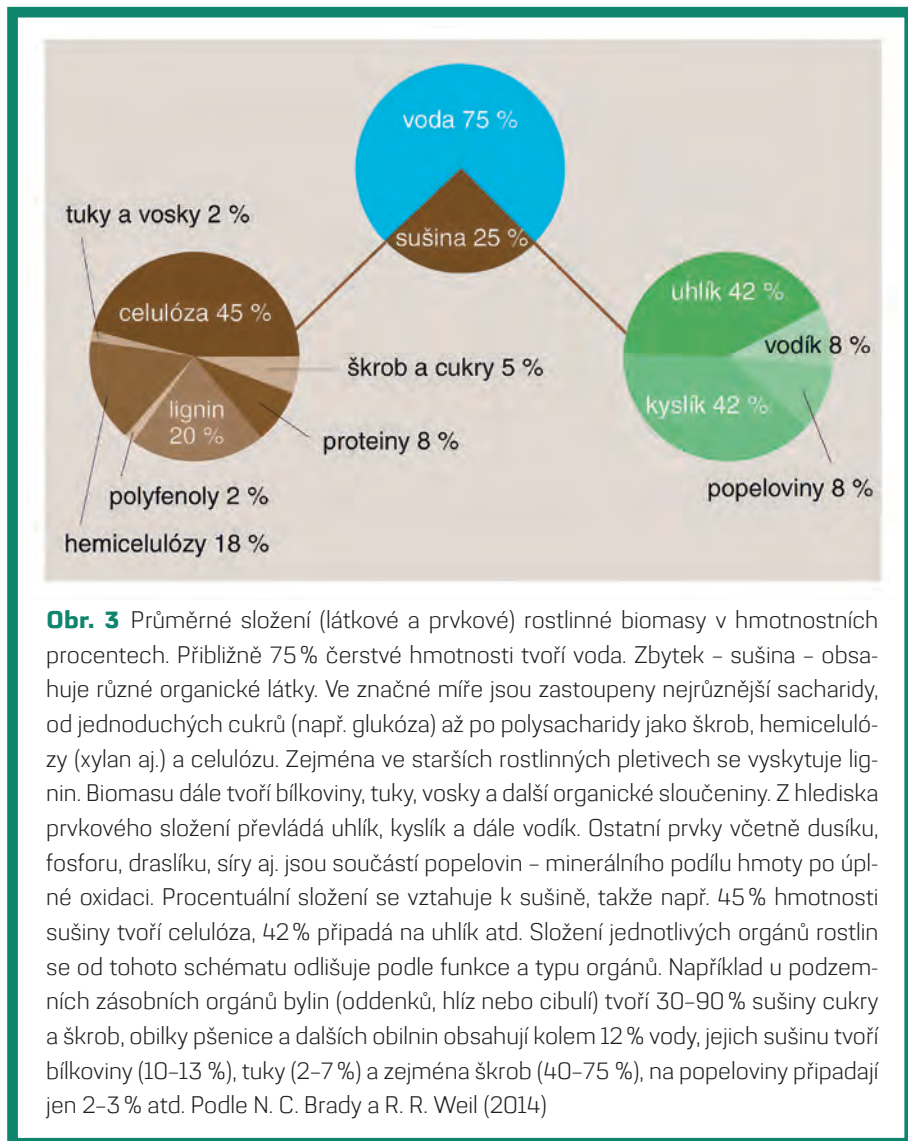 voda 75 %
sušina 25 %
tuky a vosky 2 %
celulóza 45 %
škrob a cukry 5 %
lignin
20 %
proteiny 8 %
polyfenoly 2 %
hemicelulózy 18 %
uhlík 42 %
vodík 8 %
kyslík 42 %
popeloviny 8 %
Obr. 3 Průměrné složení (látkové a prvkové) rostlinné biomasy v hmotnostních
procentech. Přibližně 75 % čerstvé hmotnosti tvoří voda. Zbytek – sušina – obsa-
huje různé organické látky. Ve značné míře jsou zastoupeny nejrůznější sacharidy,
od jednoduchých cukrů (např. glukóza) až po polysacharidy jako škrob, hemiceluló-
zy (xylan aj.) a celulózu. Zejména ve starších rostlinných pletivech se vyskytuje lig-
nin. Biomasu dále tvoří bílkoviny, tuky, vosky a další organické sloučeniny. Z hlediska
prvkového složení převládá uhlík, kyslík a dále vodík. Ostatní prvky včetně dusíku,
fosforu, draslíku, síry aj. jsou součástí popelovin – minerálního podílu hmoty po úpl-
né oxidaci. Procentuální složení se vztahuje k sušině, takže např. 45 % hmotnosti
sušiny tvoří celulóza, 42 % připadá na uhlík atd. Složení jednotlivých orgánů rostlin
se od tohoto schématu odlišuje podle funkce a typu orgánů. Například u podzem-
ních zásobních orgánů bylin (oddenků, hlíz nebo cibulí) tvoří 30–90 % sušiny cukry
a škrob, obilky pšenice a dalších obilnin obsahují kolem 12 % vody, jejich sušinu tvoří
bílkoviny (10–13 %), tuky (2–7 %) a zejména škrob (40–75 %), na popeloviny připadají
jen 2–3 % atd. Podle N. C. Brady a R. R. Weil (2014)